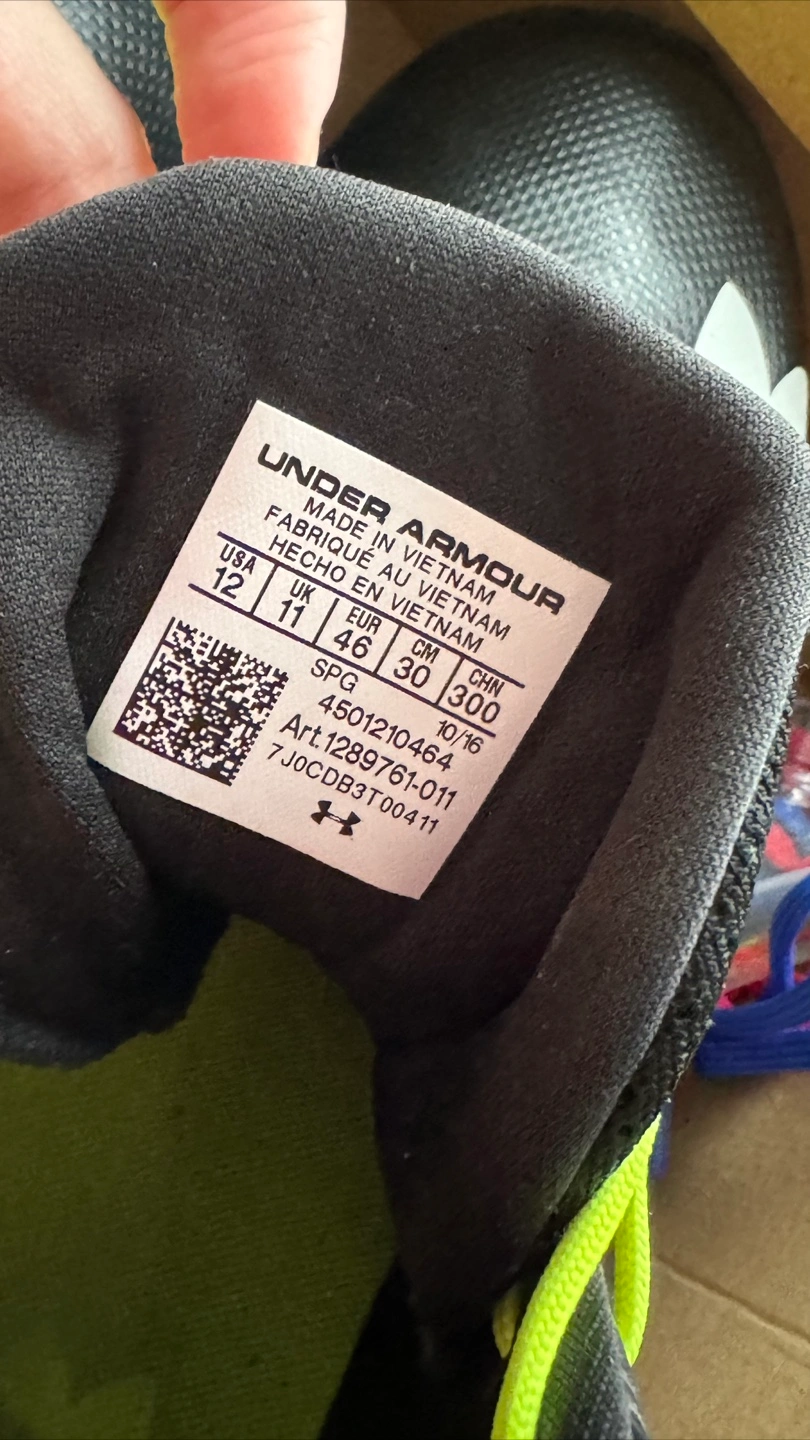 UNDER ARMOUR
MADE IN VIETNAM
FABRIQUÉ AU VIETNAM
HECHO EN VIETNAM
USA UK EUR CM CHN
12 11 46 30 300
SPG 10/16
4501210464
Art.1289761-011
7J0CDB3T00411